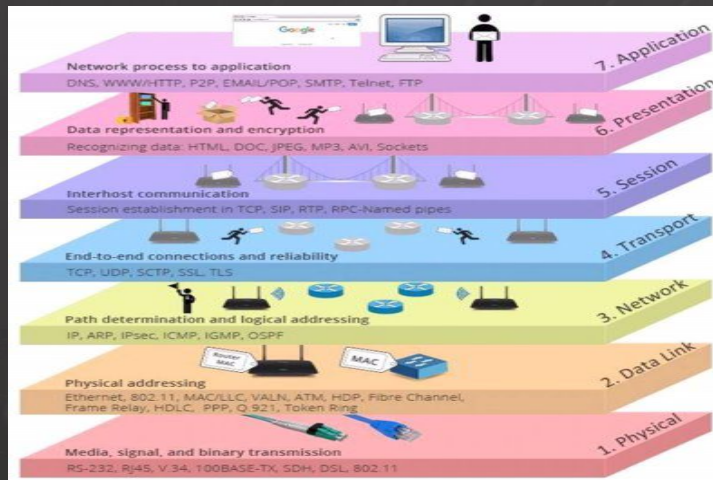 Google
7. Application
Network process to application
DNS, WWW/HTTP, P2P, EMAIL/POP, SMTP, Telnet, FTP
6. Presentation
Data representation and encryption
Recognizing data: HTML, DOC, JPEG, MP3, AVI, Sockets
5. Session
Interhost communication
Session establishment in TCP, SIP, RTP, RPC-Named pipes
4. Transport
End-to-end connections and reliability
TCP, UDP, SCTP, SSL, TLS
3. Network
Path determination and logical addressing
IP, ARP, IPsec, ICMP, IGMP, OSPF
Router MAC
MAC
2. Data Link
Physical addressing
Ethernet, 802.11, MAC/LLC, VALN, ATM, HDP, Fibre Channel,
Frame Relay, HDLC, PPP, Q 921, Token Ring
1. Physical
Media, signal, and binary transmission
RS-232, RJ45, V.34, 100BASE-TX, SDH, DSL, 802.11